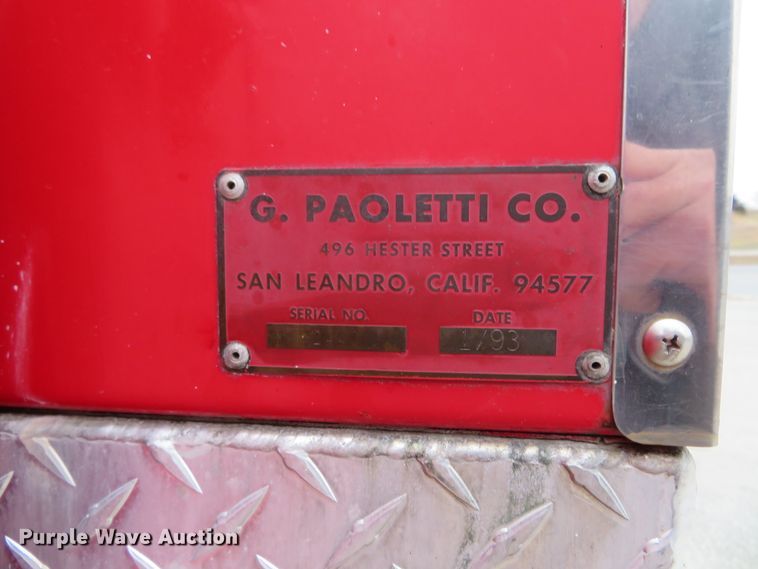 G. PAOLETTI CO.
496 HESTER STREET
SAN LEANDRO, CALIF. 94577
SERIAL NO. DATE
1/93
Purple Wave Auction®